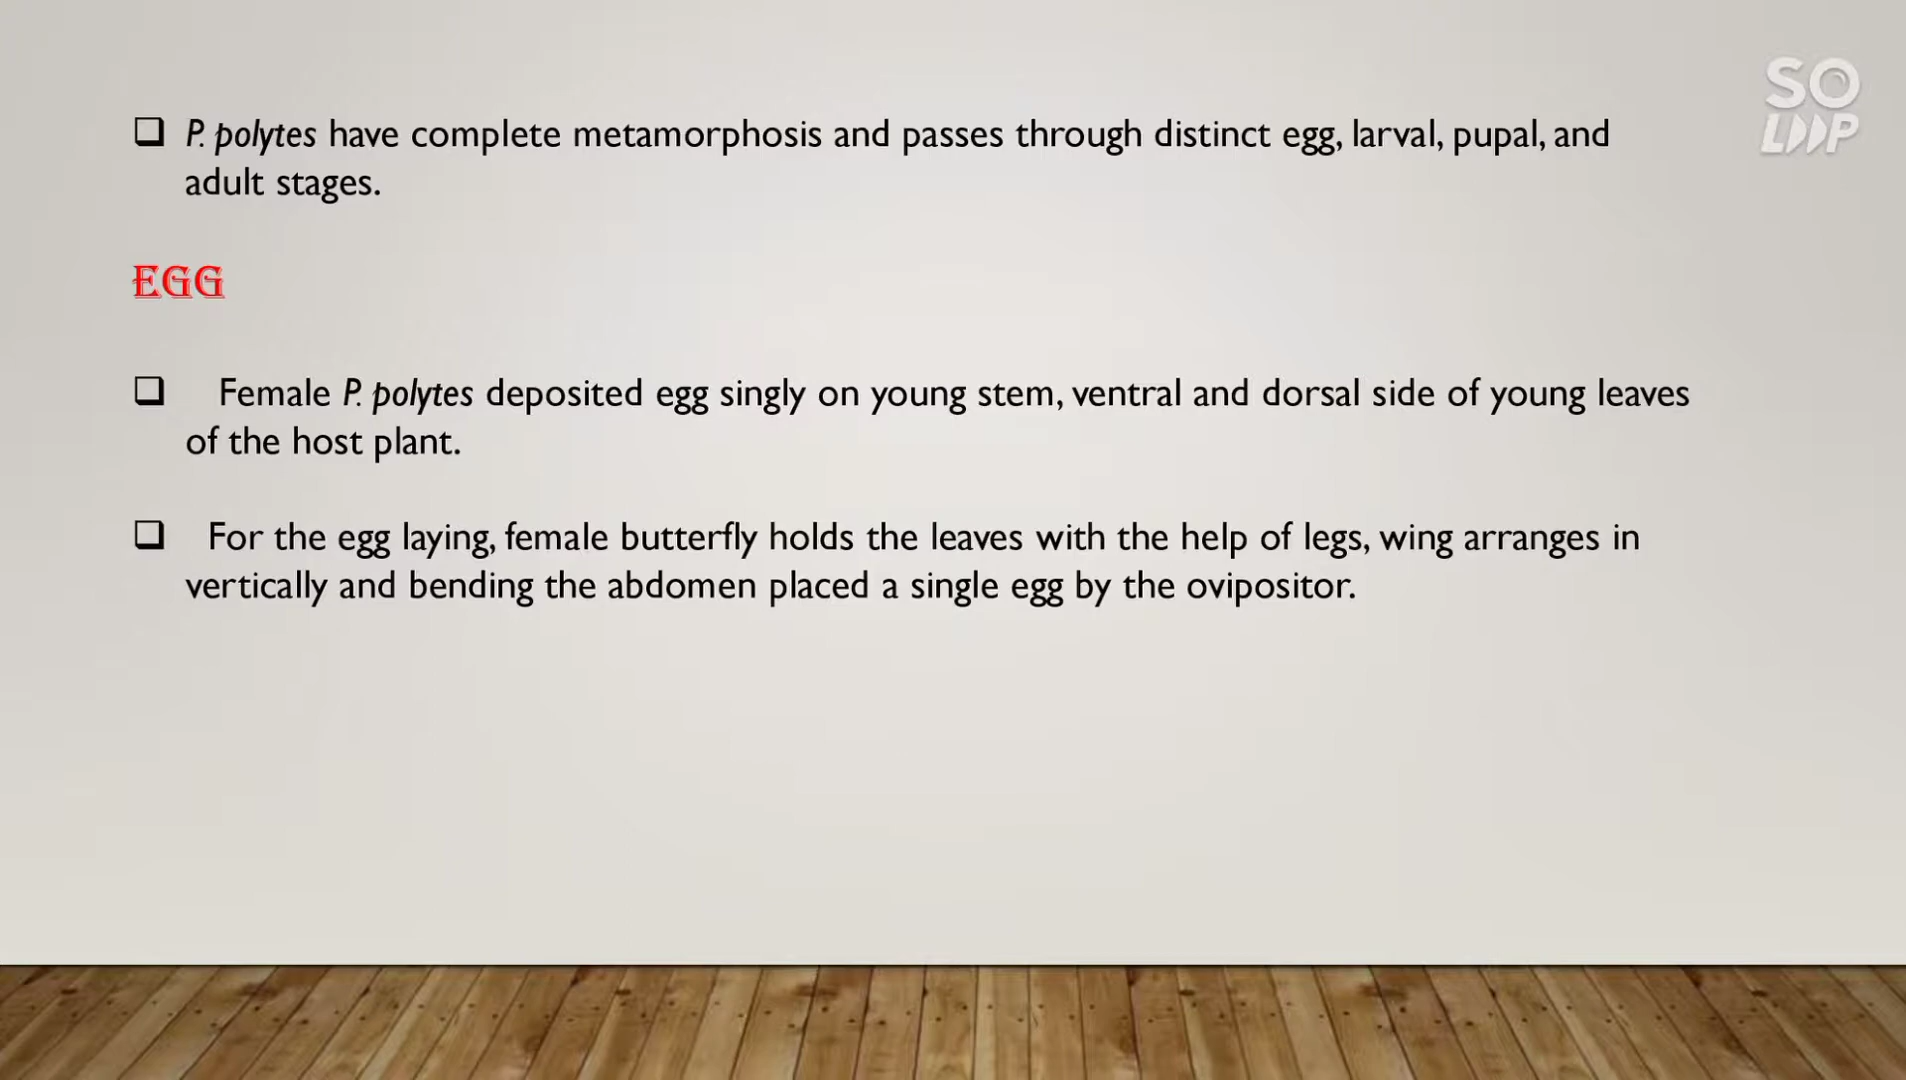 P. polytes have complete metamorphosis and passes through distinct egg, larval, pupal, and
adult stages.
EGG
Female P. polytes deposited egg singly on young stem, ventral and dorsal side of young leaves
of the host plant.
For the egg laying, female butterfly holds the leaves with the help of legs, wing arranges in
vertically and bending the abdomen placed a single egg by the ovipositor.
SO
LOOP